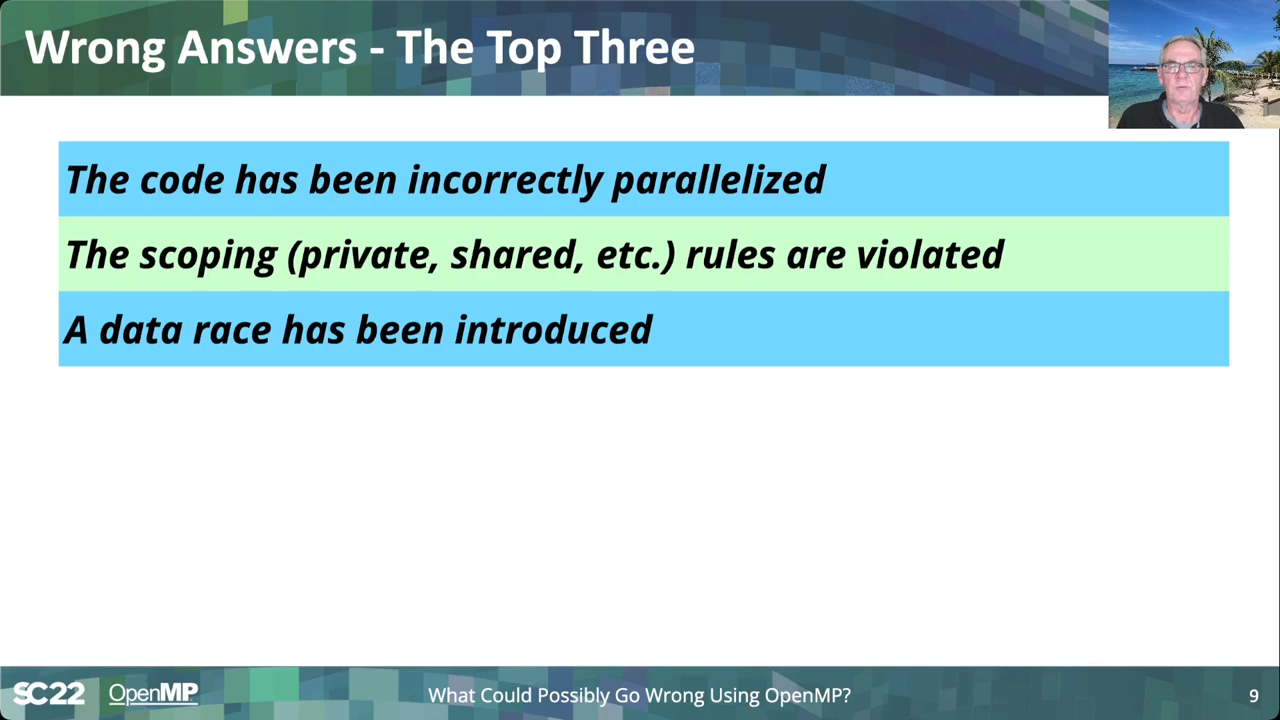 Wrong Answers - The Top Three
The code has been incorrectly parallelized
The scoping (private, shared, etc.) rules are violated
A data race has been introduced
SC22 OpenMP What Could Possibly Go Wrong Using OpenMP? 9